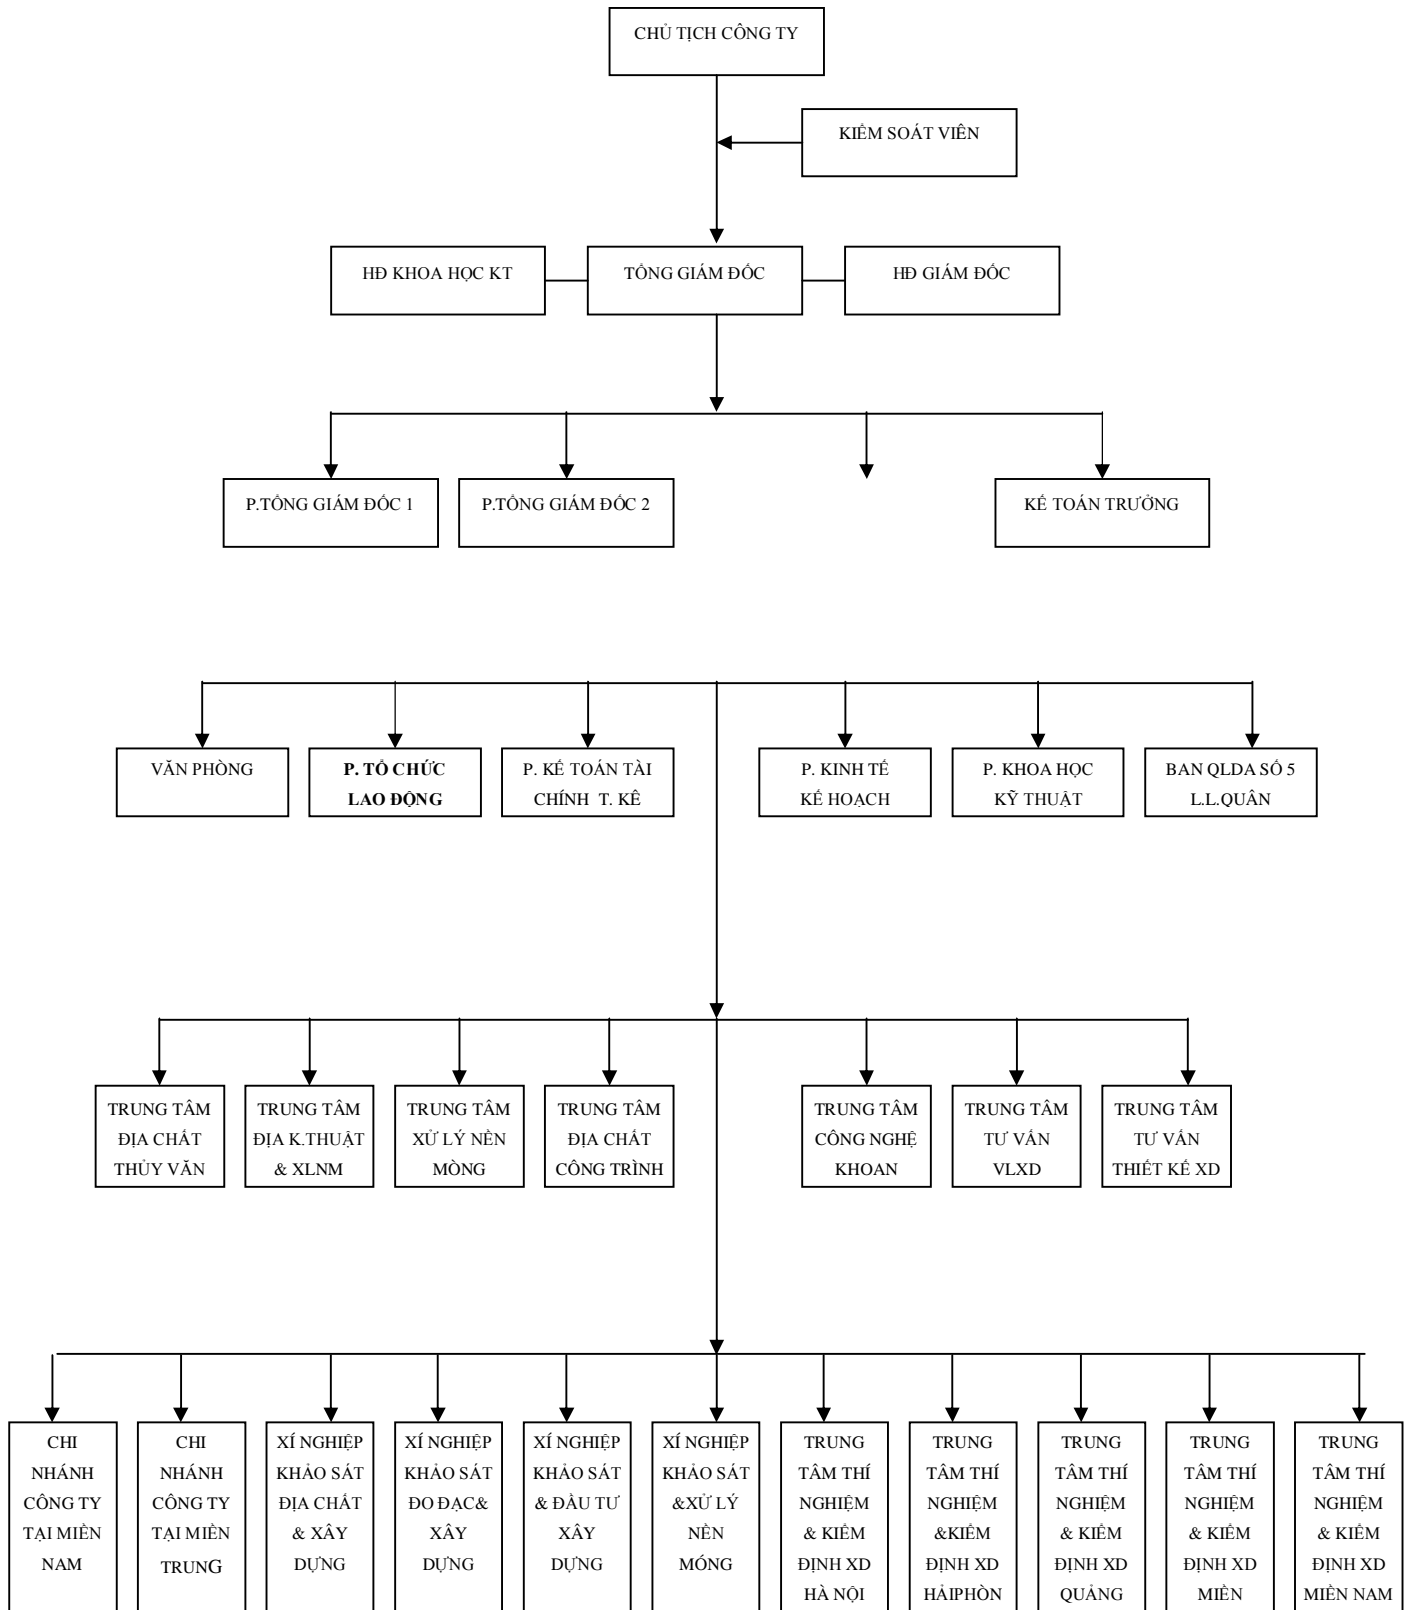 CHỦ TỊCH CÔNG TY
KIỂM SOÁT VIÊN
HĐ KHOA HỌC KT
TỔNG GIÁM ĐỐC
HĐ GIÁM ĐỐC
P.TỔNG GIÁM ĐỐC 1
P.TỔNG GIÁM ĐỐC 2
KẾ TOÁN TRƯỞNG
VĂN PHÒNG
P. TỔ CHỨC
LAO ĐỘNG
P. KẾ TOÁN TÀI
CHÍNH T. KÊ
P. KINH TẾ
KẾ HOẠCH
P. KHOA HỌC
KỸ THUẬT
BAN QLDA SỐ 5
L.L.QUÂN
TRUNG TÂM
ĐỊA CHẤT
THỦY VĂN
TRUNG TÂM
ĐỊA K.THUẬT
& XLNM
TRUNG TÂM
XỬ LÝ NỀN
MÒNG
TRUNG TÂM
ĐỊA CHẤT
CÔNG TRÌNH
TRUNG TÂM
CÔNG NGHỆ
KHOAN
TRUNG TÂM
TƯ VẤN
VLXD
TRUNG TÂM
TƯ VẤN
THIẾT KẾ XD
CHI
NHÁNH
CÔNG TY
TẠI MIỀN
NAM
CHI
NHÁNH
CÔNG TY
TẠI MIỀN
TRUNG
XÍ NGHIỆP
KHẢO SÁT
ĐỊA CHẤT
& XÂY
DỰNG
XÍ NGHIỆP
KHẢO SÁT
ĐO ĐẠC&
XÂY
DỰNG
XÍ NGHIỆP
KHẢO SÁT
& ĐẦU TƯ
XÂY
DỰNG
XÍ NGHIỆP
KHẢO SÁT
&XỬ LÝ
NỀN
MÓNG
TRUNG
TÂM THÍ
NGHIỆM
& KIỂM
ĐỊNH XD
HÀ NỘI
TRUNG
TÂM THÍ
NGHIỆM
&KIỂM
ĐỊNH XD
HẢIPHÒN
TRUNG
TÂM THÍ
NGHIỆM
& KIỂM
ĐỊNH XD
QUẢNG
TRUNG
TÂM THÍ
NGHIỆM
& KIỂM
ĐỊNH XD
MIỀN
TRUNG
TÂM THÍ
NGHIỆM
& KIỂM
ĐỊNH XD
MIỀN NAM